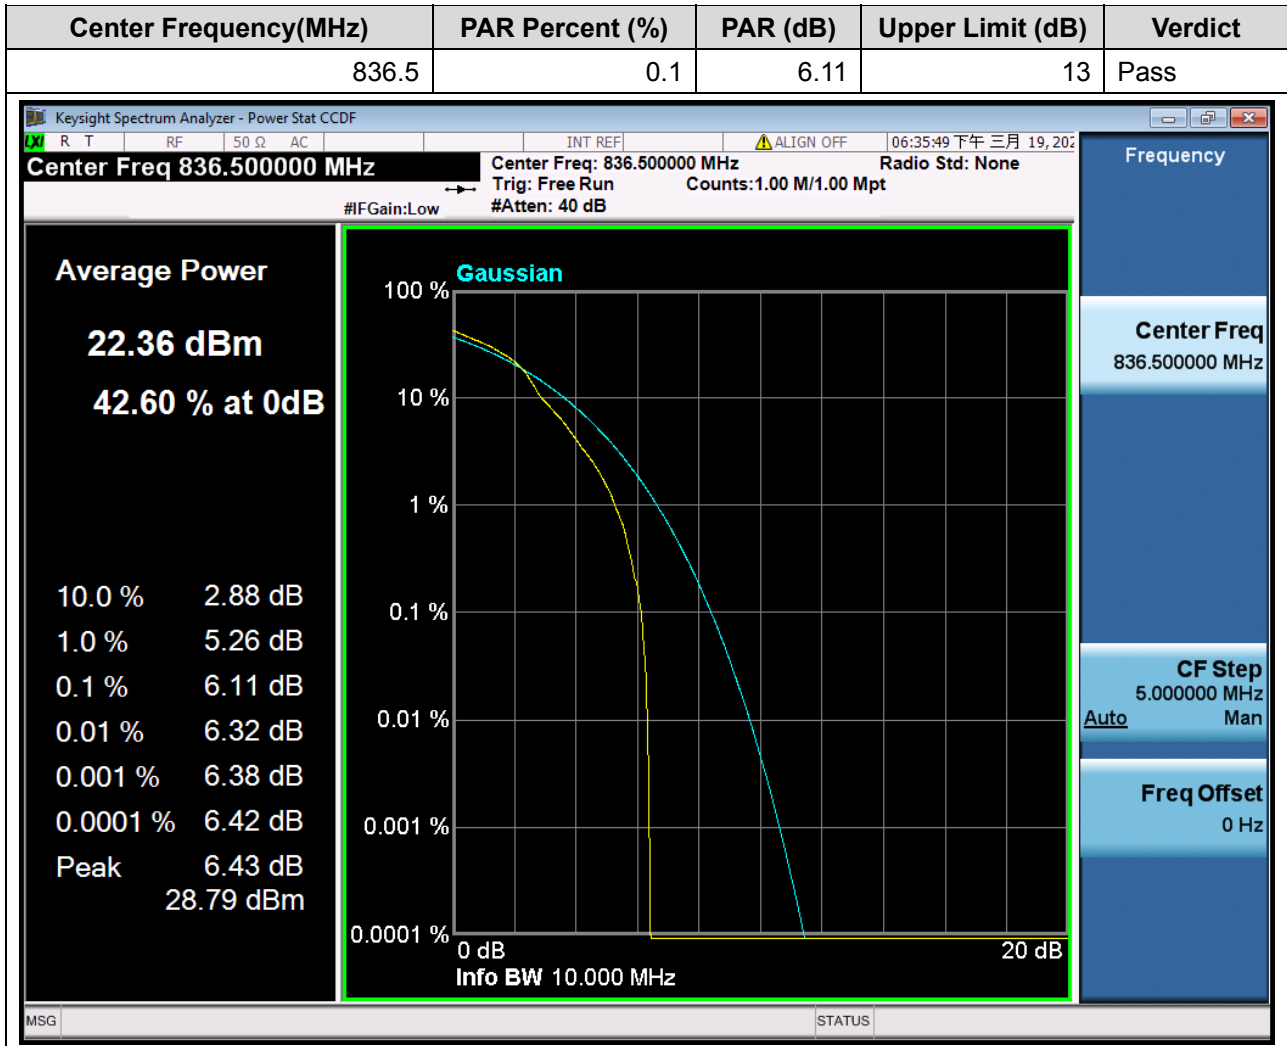 Center Frequency(MHz) PAR Percent (%) PAR (dB) Upper Limit (dB) Verdict
836.5 0.1 6.11 13 Pass
Keysight Spectrum Analyzer - Power Stat CCDF
LXI R T RF 50 Ω AC INT REF ALIGN OFF 06:35:49 下午 三月 19, 202
Center Freq 836.500000 MHz
Center Freq: 836.500000 MHz Radio Std: None
Trig: Free Run Counts:1.00 M/1.00 Mpt
#IFGain:Low #Atten: 40 dB
Average Power
22.36 dBm
42.60 % at 0dB
10.0 % 2.88 dB
1.0 % 5.26 dB
0.1 % 6.11 dB
0.01 % 6.32 dB
0.001 % 6.38 dB
0.0001 % 6.42 dB
Peak 6.43 dB
28.79 dBm
Gaussian
100 %
10 %
1 %
0.1 %
0.01 %
0.001 %
0.0001 %
0 dB 20 dB
Info BW 10.000 MHz
Frequency
Center Freq
836.500000 MHz
CF Step
5.000000 MHz
Auto Man
Freq Offset
0 Hz
MSG STATUS